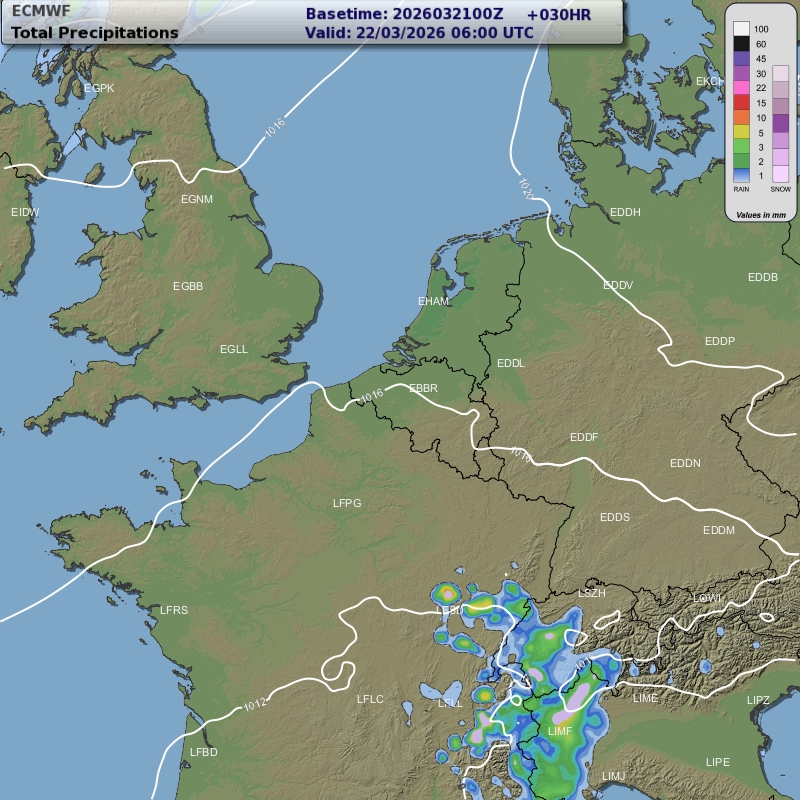 ECMWF
Basetime: 2026032100Z +030HR
Total Precipitations
Valid: 22/03/2026 06:00 UTC
100
60
45
30
22
15
10
5
3
2
1
RAIN SNOW
Values in mm
EGPK
EKCH
1016
EGNM
1020
EIDW
EDDH
EDDB
EGBB
EDDV
EHAM
EGLL
EDDP
EDDL
EBBR
1016
EDDF
1016
EDDN
LFPG
EDDS
EDDM
LSZH
LOWI
LFRS
LFSD
LFLC
LFLL
LIME
LIPZ
1012
LIMF
LFBD
LIPE
LIMJ